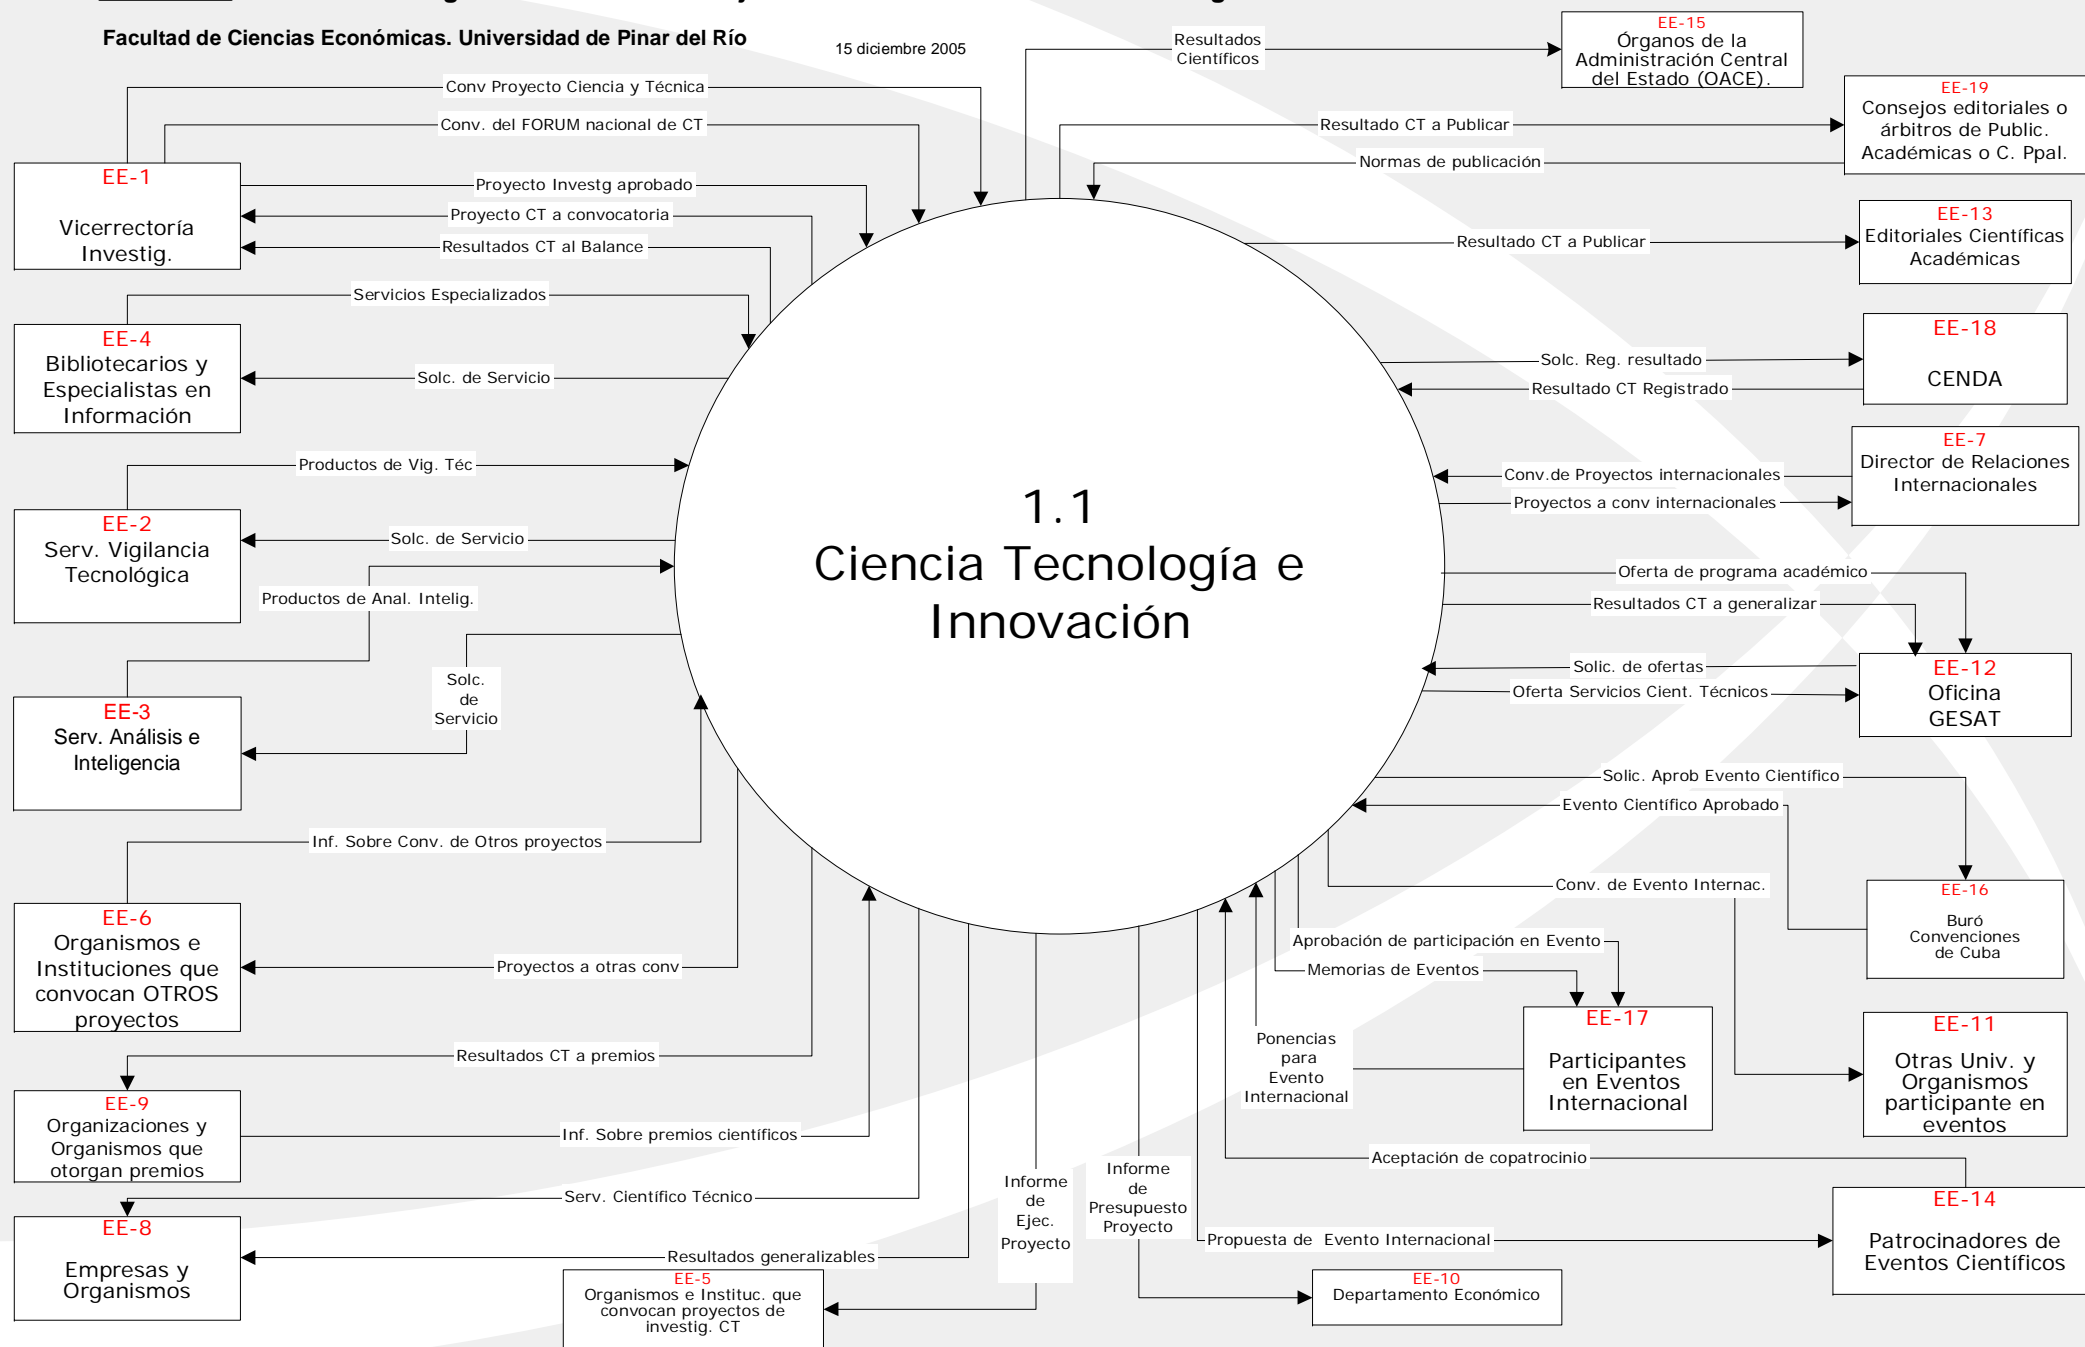 Facultad de Ciencias Económicas. Universidad de Pinar del Río
15 diciembre 2005
Conv Proyecto Ciencia y Técnica
Conv. del FORUM nacional de CT
EE-1
Vicerrectoría
Investig.
Proyecto Investg aprobado
Proyecto CT a convocatoria
Resultados CT al Balance
Servicios Especializados
EE-4
Bibliotecarios y
Especialistas en
Información
Solc. de Servicio
Productos de Vig. Téc
EE-2
Serv. Vigilancia
Tecnológica
Solc. de Servicio
Productos de Anal. Intelig.
EE-3
Serv. Análisis e
Inteligencia
Solc.
de
Servicio
Inf. Sobre Conv. de Otros proyectos
EE-6
Organismos e
Instituciones que
convocan OTROS
proyectos
Proyectos a otras conv
Resultados CT a premios
EE-9
Organizaciones y
Organismos que
otorgan premios
Inf. Sobre premios científicos
Serv. Científico Técnico
EE-8
Empresas y
Organismos
Resultados generalizables
EE-5
Organismos e Instituc. que
convocan proyectos de
investig. CT
Informe
de
Ejec.
Proyecto
Informe
de
Presupuesto
Proyecto
EE-10
Departamento Económico
1.1
Ciencia Tecnología e
Innovación
Resultados
Científicos
EE-15
Órganos de la
Administración Central
del Estado (OACE).
Resultado CT a Publicar
Normas de publicación
EE-19
Consejos editoriales o
árbitros de Public.
Académicas o C. Ppal.
Resultado CT a Publicar
EE-13
Editoriales Científicas
Académicas
Solc. Reg. resultado
Resultado CT Registrado
EE-18
CENDA
Conv.de Proyectos internacionales
Proyectos a conv internacionales
EE-7
Director de Relaciones
Internacionales
Oferta de programa académico
Resultados CT a generalizar
Solic. de ofertas
Oferta Servicios Cient. Técnicos
EE-12
Oficina
GESAT
Solic. Aprob Evento Científico
Evento Científico Aprobado
EE-16
Buró
Convenciones
de Cuba
Conv. de Evento Internac.
Aprobación de participación en Evento
Memorias de Eventos
Ponencias
para
Evento
Internacional
EE-17
Participantes
en Eventos
Internacional
EE-11
Otras Univ. y
Organismos
participante en
eventos
Aceptación de copatrocinio
Propuesta de Evento Internacional
EE-14
Patrocinadores de
Eventos Científicos